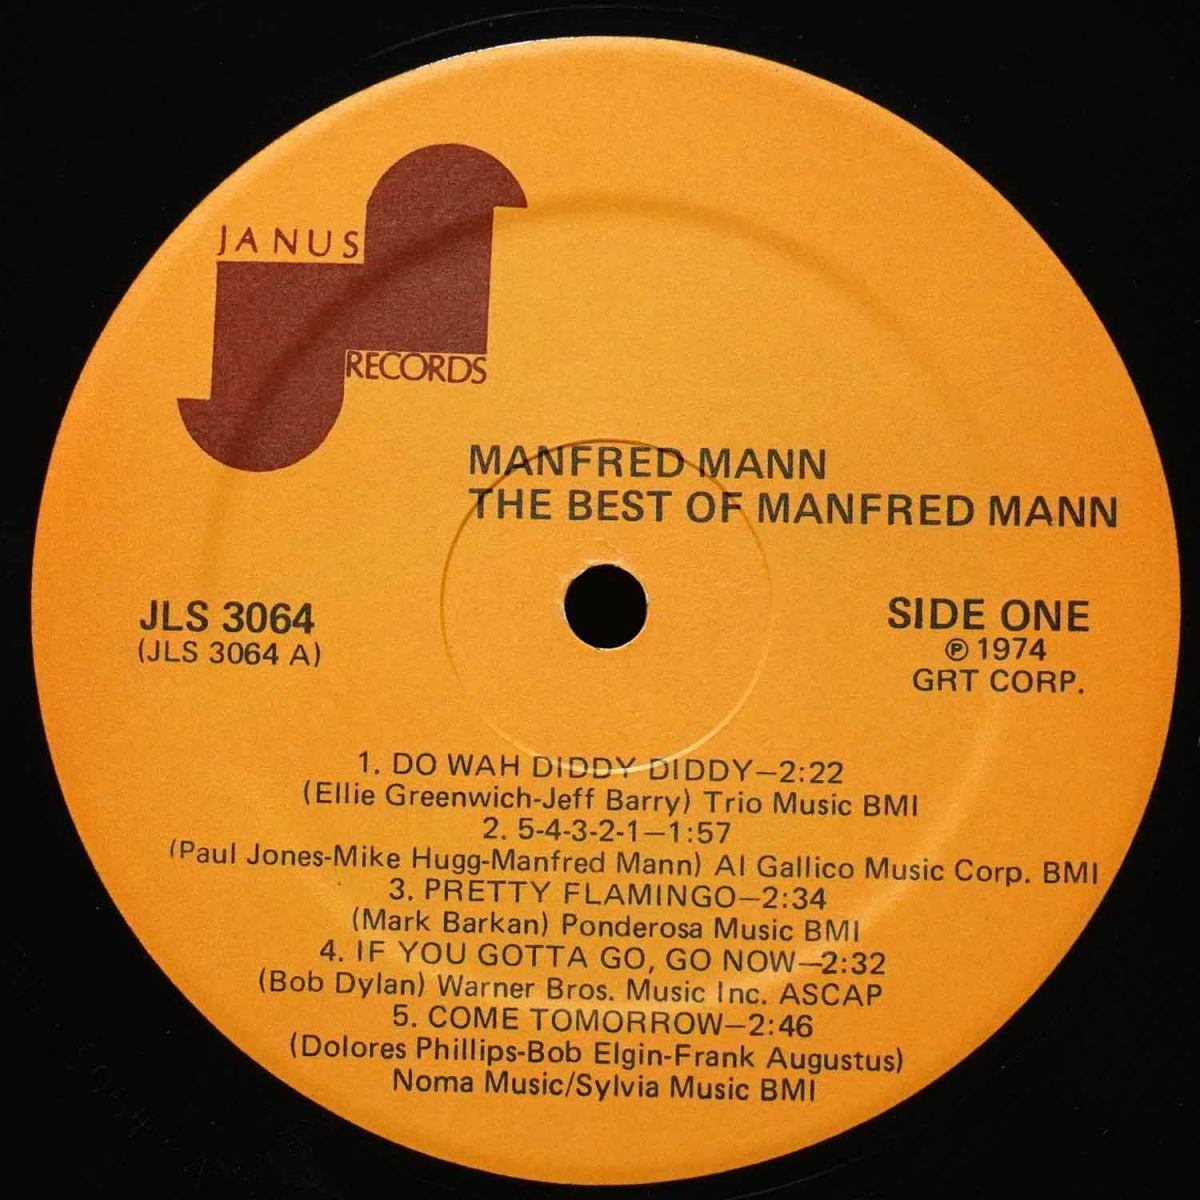 JANUS
RECORDS
MANFRED MANN
THE BEST OF MANFRED MANN
JLS 3064
(JLS 3064 A)
SIDE ONE
℗ 1974
GRT CORP.
1. DO WAH DIDDY DIDDY—2:22
(Ellie Greenwich-Jeff Barry) Trio Music BMI
2. 5-4-3-2-1—1:57
(Paul Jones-Mike Hugg-Manfred Mann) Al Gallico Music Corp. BMI
3. PRETTY FLAMINGO—2:34
(Mark Barkan) Ponderosa Music BMI
4. IF YOU GOTTA GO, GO NOW—2:32
(Bob Dylan) Warner Bros. Music Inc. ASCAP
5. COME TOMORROW—2:46
(Dolores Phillips-Bob Elgin-Frank Augustus)
Noma Music/Sylvia Music BMI